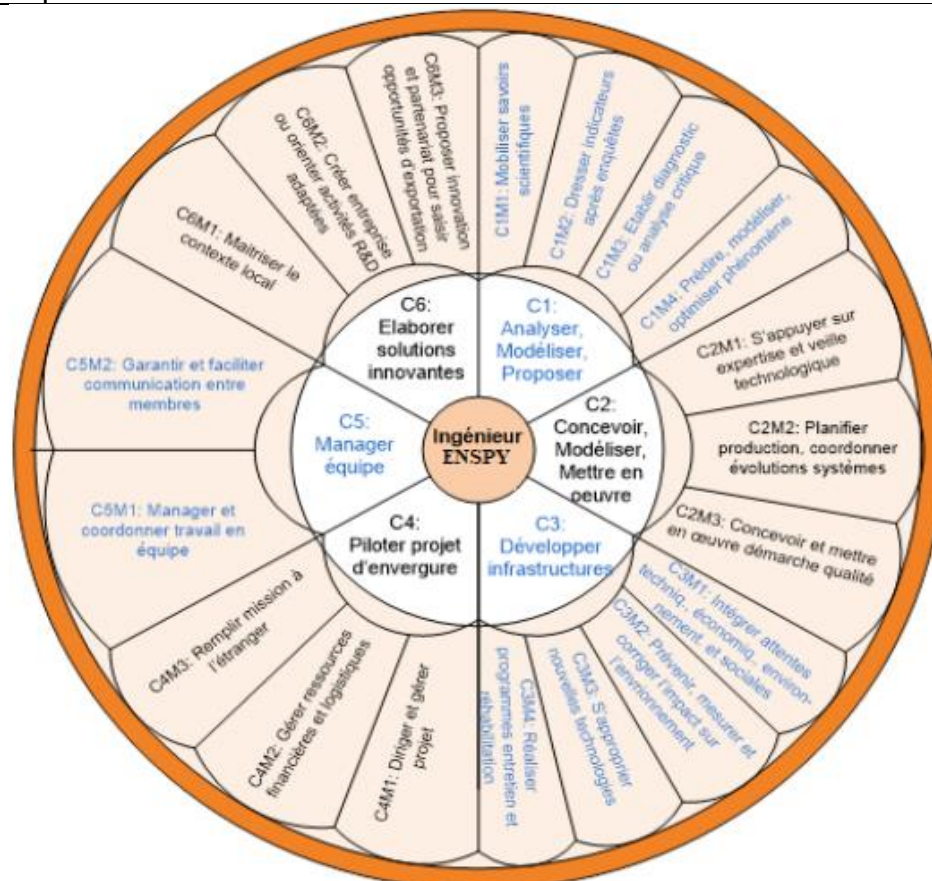 Ingénieur
ENSPY
C1:
Analyser,
Modéliser,
Proposer
C2:
Concevoir,
Modéliser,
Mettre en
oeuvre
C3:
Développer
infrastructures
C4:
Piloter projet
d'envergure
C5:
Manager
équipe
C6:
Elaborer
solutions
innovantes
C1M1: Mobiliser savoirs
scientifiques
C1M2: Dresser indicateurs
après enquêtes
C1M3: Etablir diagnostic
ou analyse critique
C1M4: Prédire, modéliser,
optimiser phénomène
C2M1: S'appuyer sur
expertise et veille
technologique
C2M2: Planifier
production, coordonner
évolutions systèmes
C2M3: Concevoir et mettre
en œuvre démarche qualité
C3M1: Intégrer attentes
techniq., économiq., environ-
nement. et sociales
C3M2: Prévenir, mesurer et
corriger l'impact sur
l'environnement
C3M3: S'approprier
nouvelles technologies
C3M4: Réaliser
programmes entretien et
réhabilitation
C4M1: Diriger et gérer
projet
C4M2: Gérer ressources
financières et logistiques
C4M3: Remplir mission à
l'étranger
C5M1: Manager et
coordonner travail en
équipe
C5M2: Garantir et faciliter
communication entre
membres
C6M1: Maitriser le
contexte local
C6M2: Créer entreprise
ou orienter activités R&D
adaptées
C6M3: Proposer innovation
et partenariat pour saisir
opportunités d'exportation